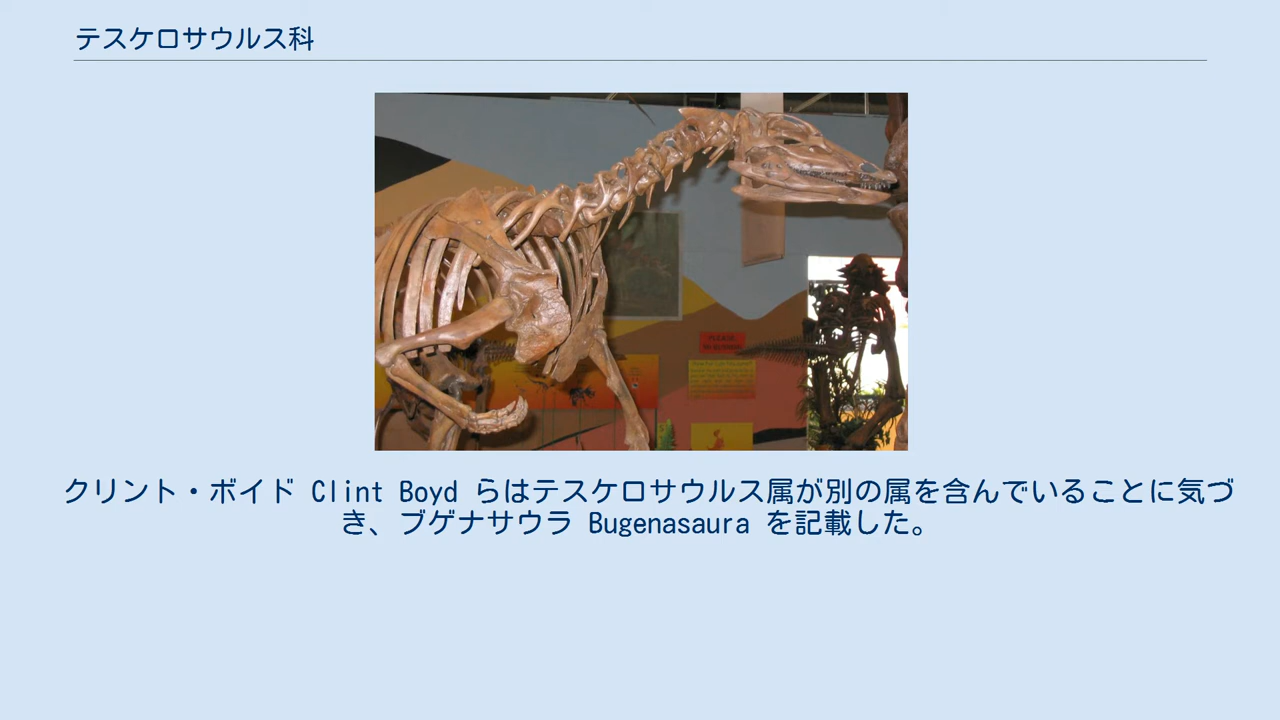 テスケロサウルス科
クリント・ボイド Clint Boyd らはテスケロサウルス属が別の属を含んでいることに気づ
き、ブゲナサウラ Bugenasaura を記載した。